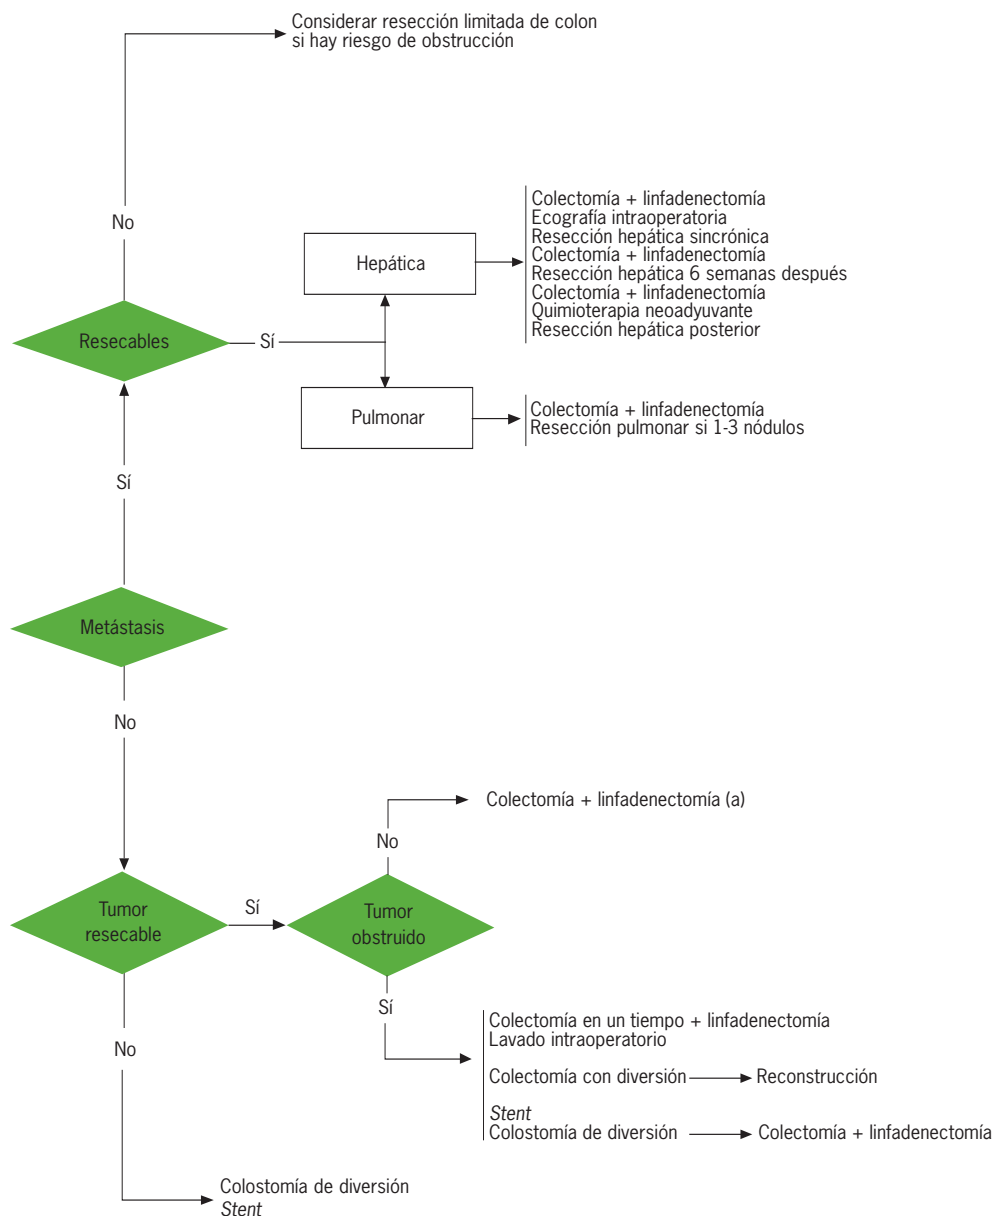 Considerar resección limitada de colon
si hay riesgo de obstrucción
No
Colectomía + linfadenectomía
Ecografía intraoperatoria
Resección hepática sincrónica
Colectomía + linfadenectomía
Resección hepática 6 semanas después
Colectomía + linfadenectomía
Quimioterapia neoadyuvante
Resección hepática posterior
Hepática
Resecables
Sí
Pulmonar
Colectomía + linfadenectomía
Resección pulmonar si 1-3 nódulos
Sí
Metástasis
No
Colectomía + linfadenectomía (a)
No
Tumor
resecable
Sí
Tumor
obstruido
Sí
Colectomía en un tiempo + linfadenectomía
Lavado intraoperatorio
Colectomía con diversión
Reconstrucción
Stent
Colostomía de diversión
Colectomía + linfadenectomía
No
Colostomía de diversión
Stent